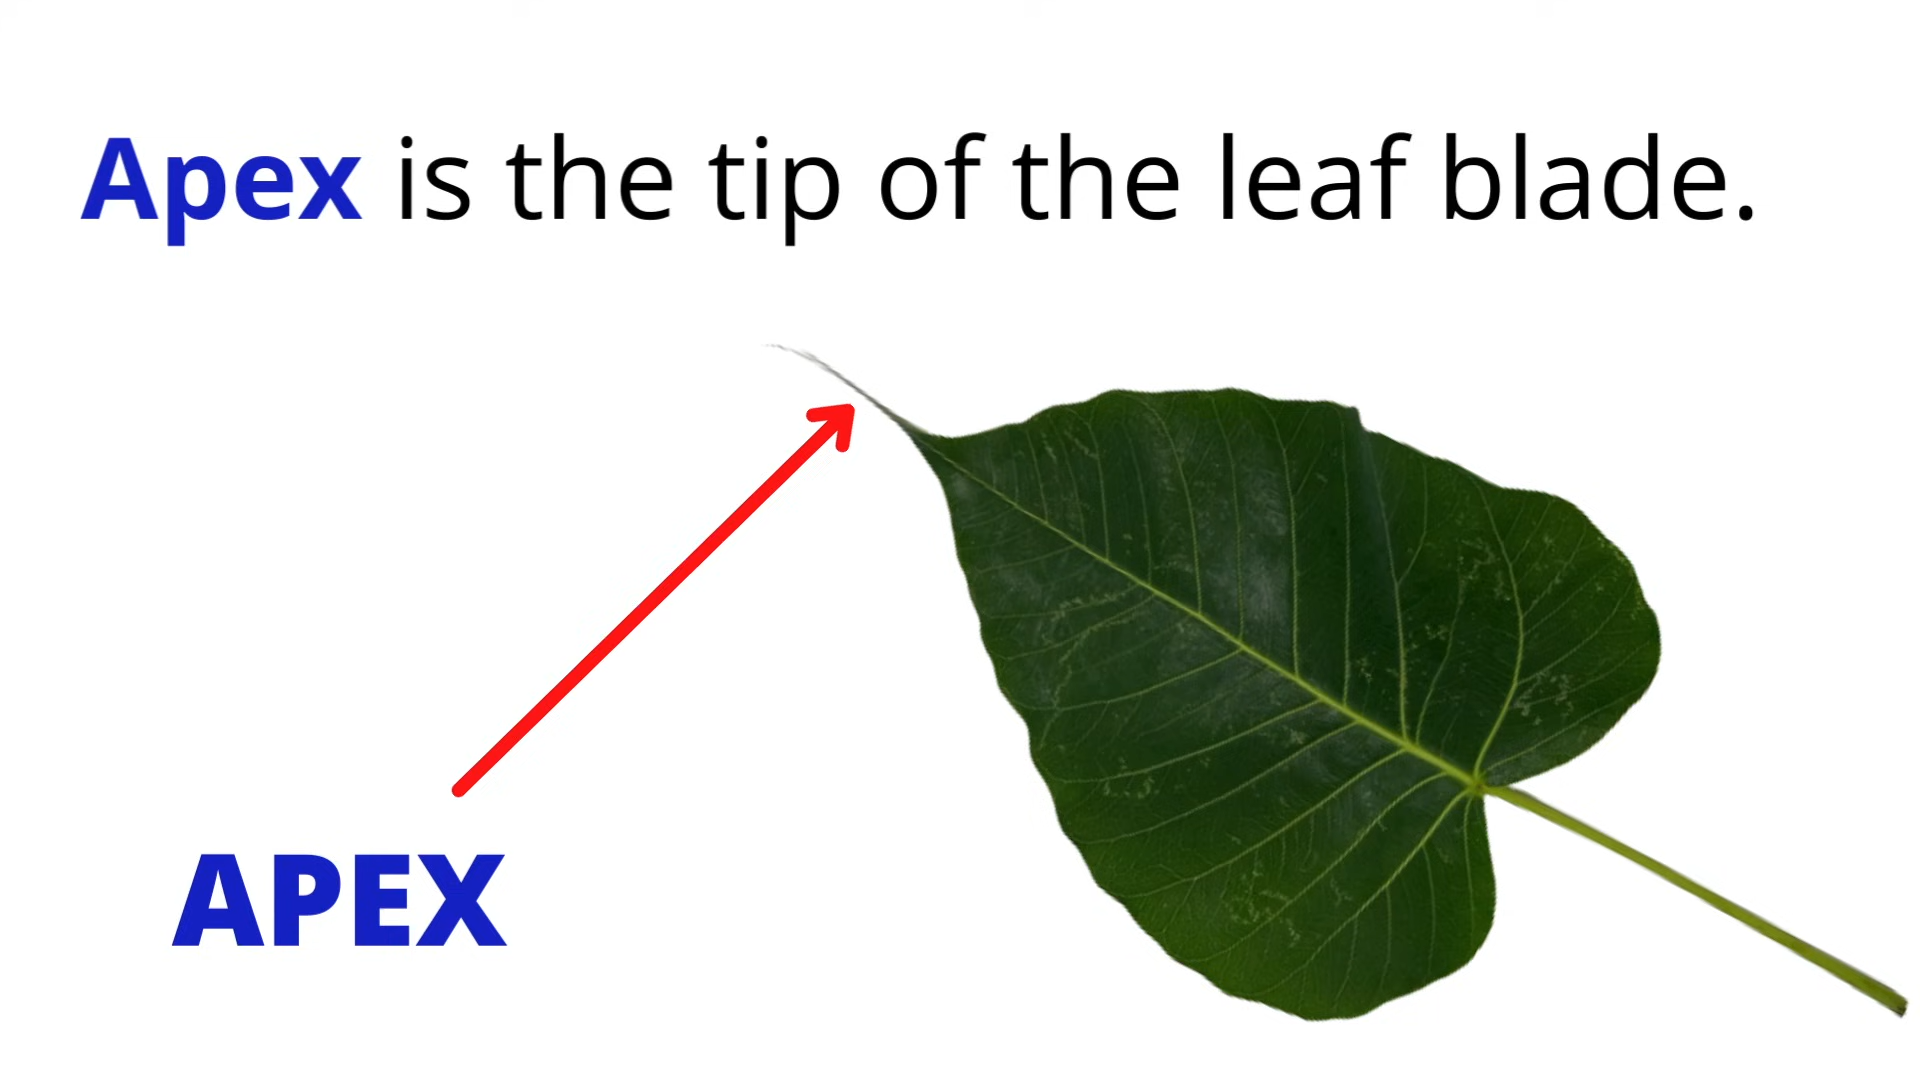 Apex is the tip of the leaf blade.
APEX